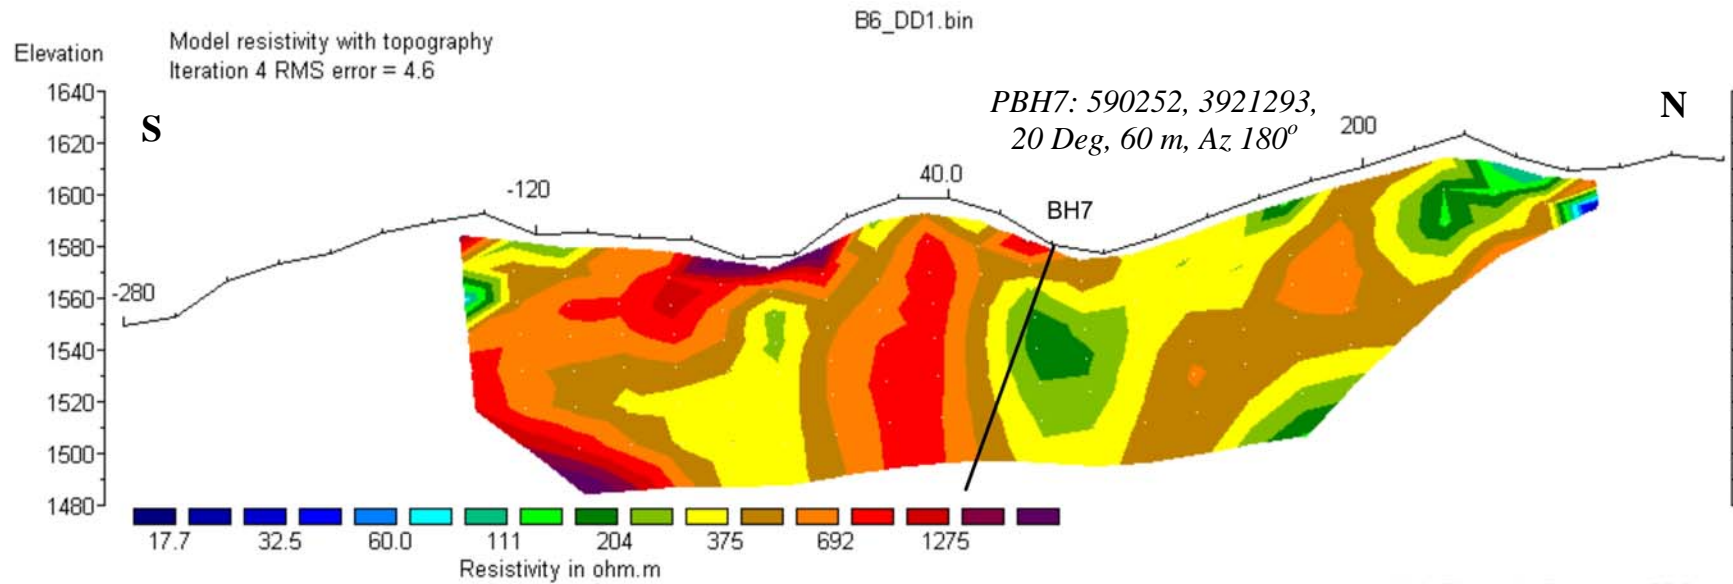 B6_DD1.bin
Elevation
Model resistivity with topography
Iteration 4 RMS error = 4.6
1640
1620
1600
1580
1560
1540
1520
1500
1480
S
N
PBH7: 590252, 3921293,
20 Deg, 60 m, Az 180º
-280
-120
40.0
BH7
200
17.7 32.5 60.0 111 204 375 692 1275
Resistivity in ohm.m